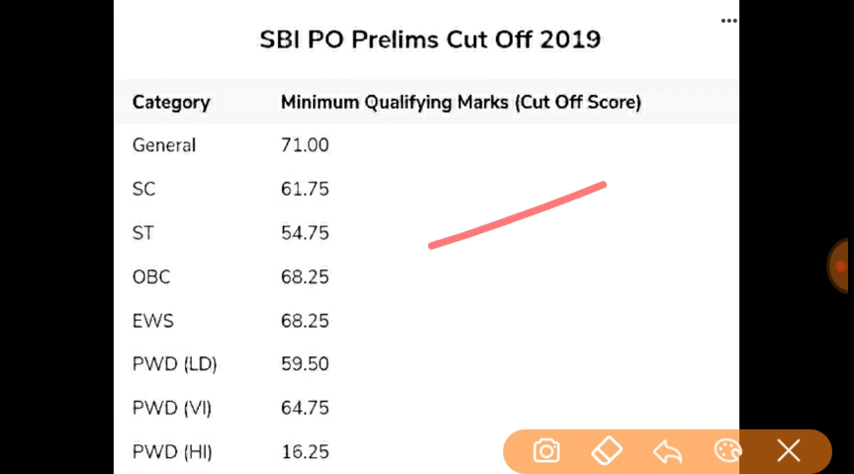 SBI PO Prelims Cut Off 2019
Category Minimum Qualifying Marks (Cut Off Score)
General 71.00
SC 61.75
ST 54.75
OBC 68.25
EWS 68.25
PWD (LD) 59.50
PWD (VI) 64.75
PWD (HI) 16.25